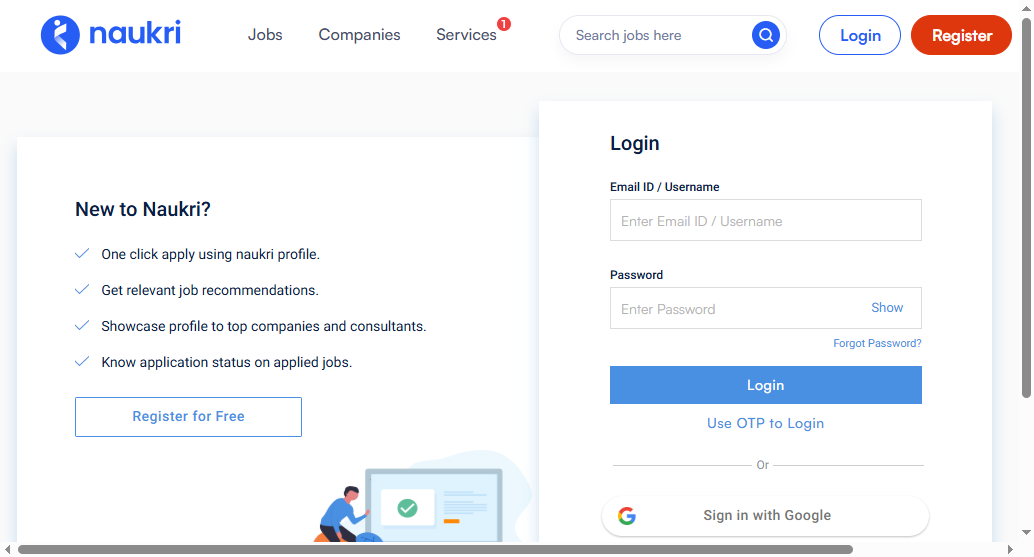 naukri
Jobs
Companies
Services
1
Search jobs here
Login
Register
New to Naukri?
One click apply using naukri profile.
Get relevant job recommendations.
Showcase profile to top companies and consultants.
Know application status on applied jobs.
Register for Free
Login
Email ID / Username
Enter Email ID / Username
Password
Enter Password
Show
Forgot Password?
Login
Use OTP to Login
Or
Sign in with Google